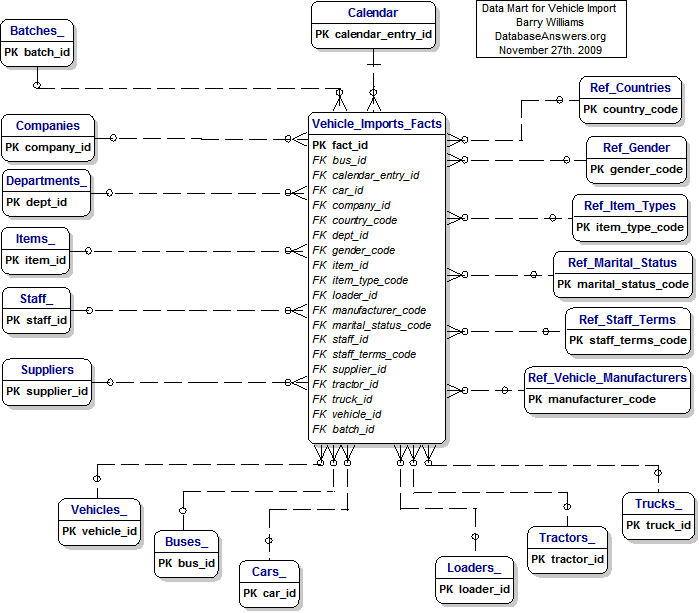 Data Mart for Vehicle Import
Barry Williams
DatabaseAnswers.org
November 27th. 2009
Calendar
PK calendar_entry_id
Batches_
PK batch_id
Companies
PK company_id
Departments_
PK dept_id
Items_
PK item_id
Staff_
PK staff_id
Suppliers
PK supplier_id
Vehicle_Imports_Facts
PK fact_id
FK bus_id
FK calendar_entry_id
FK car_id
FK company_id
FK country_code
FK dept_id
FK gender_code
FK item_id
FK item_type_code
FK loader_id
FK manufacturer_code
FK marital_status_code
FK staff_id
FK staff_terms_code
FK supplier_id
FK tractor_id
FK truck_id
FK vehicle_id
FK batch_id
Ref_Countries
PK country_code
Ref_Gender
PK gender_code
Ref_Item_Types
PK item_type_code
Ref_Marital_Status
PK marital_status_code
Ref_Staff_Terms
PK staff_terms_code
Ref_Vehicle_Manufacturers
PK manufacturer_code
Vehicles_
PK vehicle_id
Buses_
PK bus_id
Cars_
PK car_id
Loaders_
PK loader_id
Tractors_
PK tractor_id
Trucks_
PK truck_id